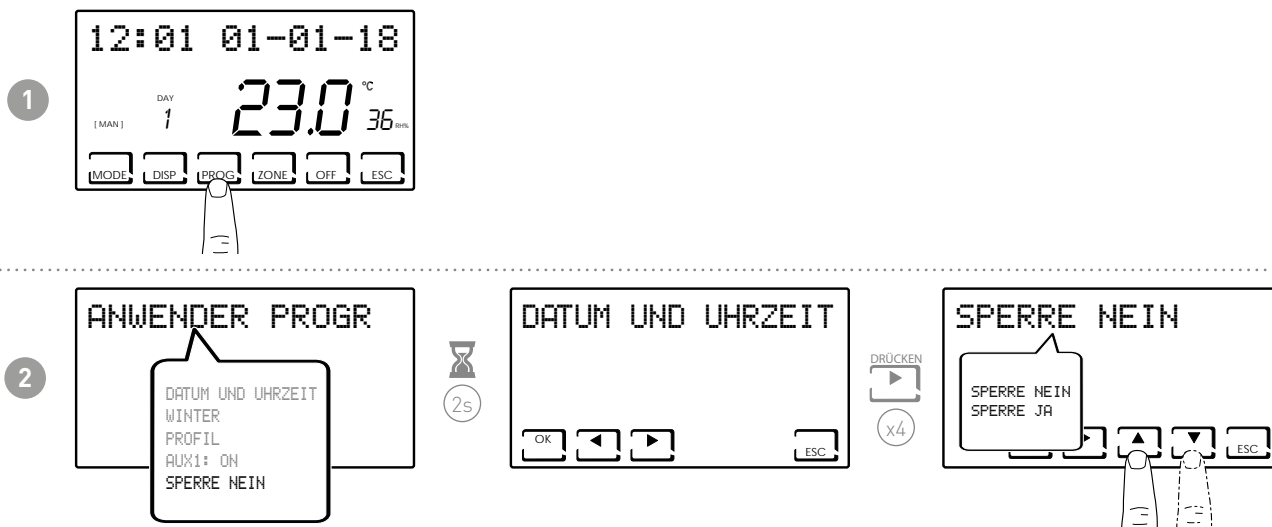 1
12:01 01-01-18
DAY
[ MAN ]
1
23.0
°C
36 RH%
MODE DISP PROG ZONE OFF ESC
2
ANWENDER PROGR
DATUM UND UHRZEIT
WINTER
PROFIL
AUX1: ON
SPERRE NEIN
2s
DATUM UND UHRZEIT
OK ◄ ► ESC
DRÜCKEN
►
x4
SPERRE NEIN
SPERRE NEIN
SPERRE JA
▲ ▼ ESC